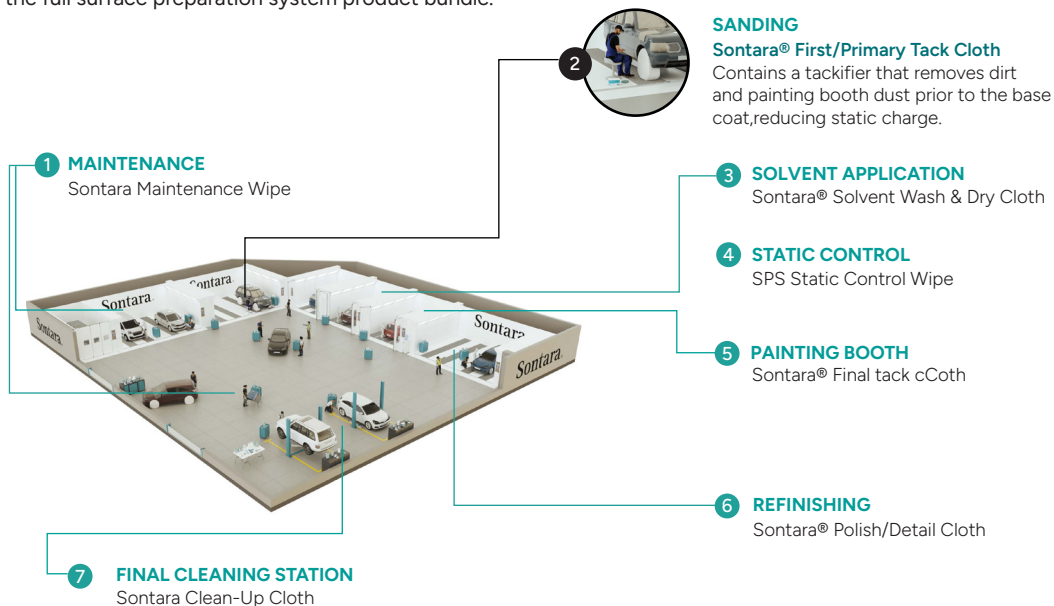 the full surface preparation system product bundle.
2
SANDING
Sontara® First/Primary Tack Cloth
Contains a tackifier that removes dirt
and painting booth dust prior to the base
coat,reducing static charge.
1 MAINTENANCE
Sontara Maintenance Wipe
3 SOLVENT APPLICATION
Sontara® Solvent Wash & Dry Cloth
4 STATIC CONTROL
SPS Static Control Wipe
5 PAINTING BOOTH
Sontara® Final tack cCoth
6 REFINISHING
Sontara® Polish/Detail Cloth
7 FINAL CLEANING STATION
Sontara Clean-Up Cloth
Sontara
Sontara
Sontara
Sontara
Sontara